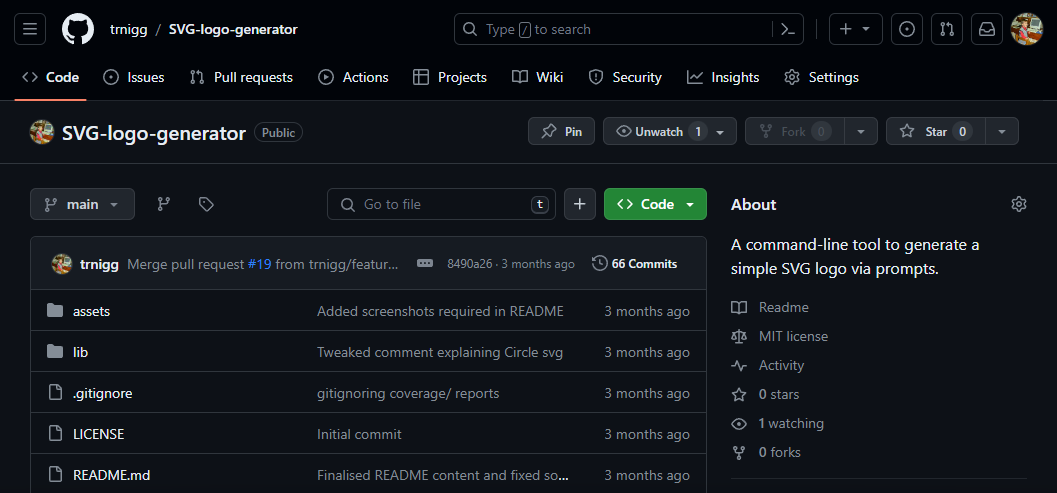 trnigg / SVG-logo-generator Type / to search
Code Issues Pull requests Actions Projects Wiki Security Insights Settings
SVG-logo-generator Public Pin Unwatch 1 Fork 0 Star 0
main Go to file t Code About
A command-line tool to generate a
simple SVG logo via prompts.
trnigg Merge pull request #19 from trnigg/featur... 8490a26 · 3 months ago 66 Commits
assets Added screenshots required in README 3 months ago
lib Tweaked comment explaining Circle svg 3 months ago
.gitignore gitignoring coverage/ reports 3 months ago
LICENSE Initial commit 3 months ago
README.md Finalised README content and fixed so... 3 months ago
Readme
MIT license
Activity
0 stars
1 watching
0 forks